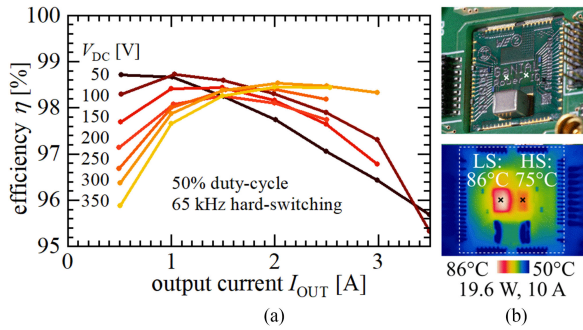 100
99
98
97
96
95
efficiency η [%]
V_DC [V]
50
100
150
200
250
300
350
50% duty-cycle
65 kHz hard-switching
0
1
2
3
output current I_OUT [A]
(a)
LS:
86°C
HS:
75°C
86°C
50°C
19.6 W, 10 A
(b)